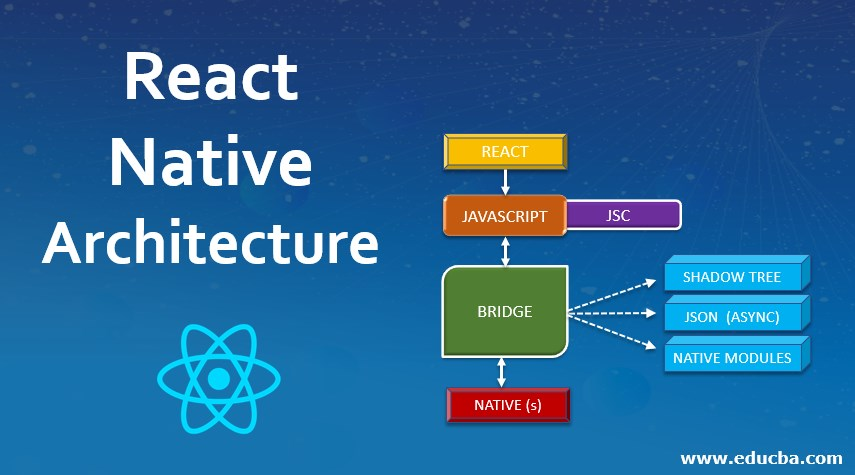 React
Native
Architecture
REACT
JAVASCRIPT
JSC
BRIDGE
SHADOW TREE
JSON (ASYNC)
NATIVE MODULES
NATIVE (s)
www.educba.com